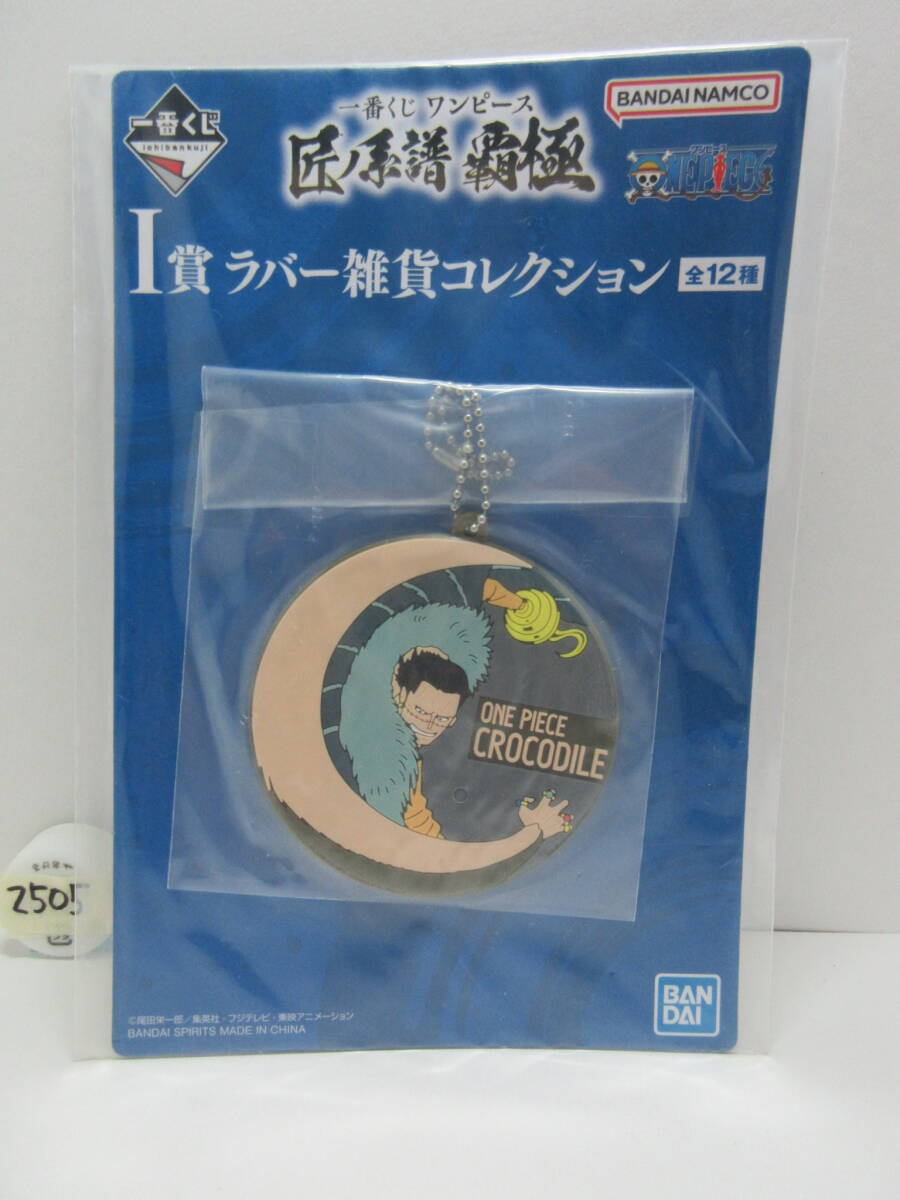 一番くじ
ichibankuji
一番くじ ワンピース
匠ノ系譜 覇極
BANDAI NAMCO
ワンピース
ONE PIECE
I賞 ラバー雑貨コレクション 全12種
ONE PIECE
CROCODILE
2505
©尾田栄一郎/集英社・フジテレビ・東映アニメーション
BANDAI SPIRITS MADE IN CHINA
BAN
DAI